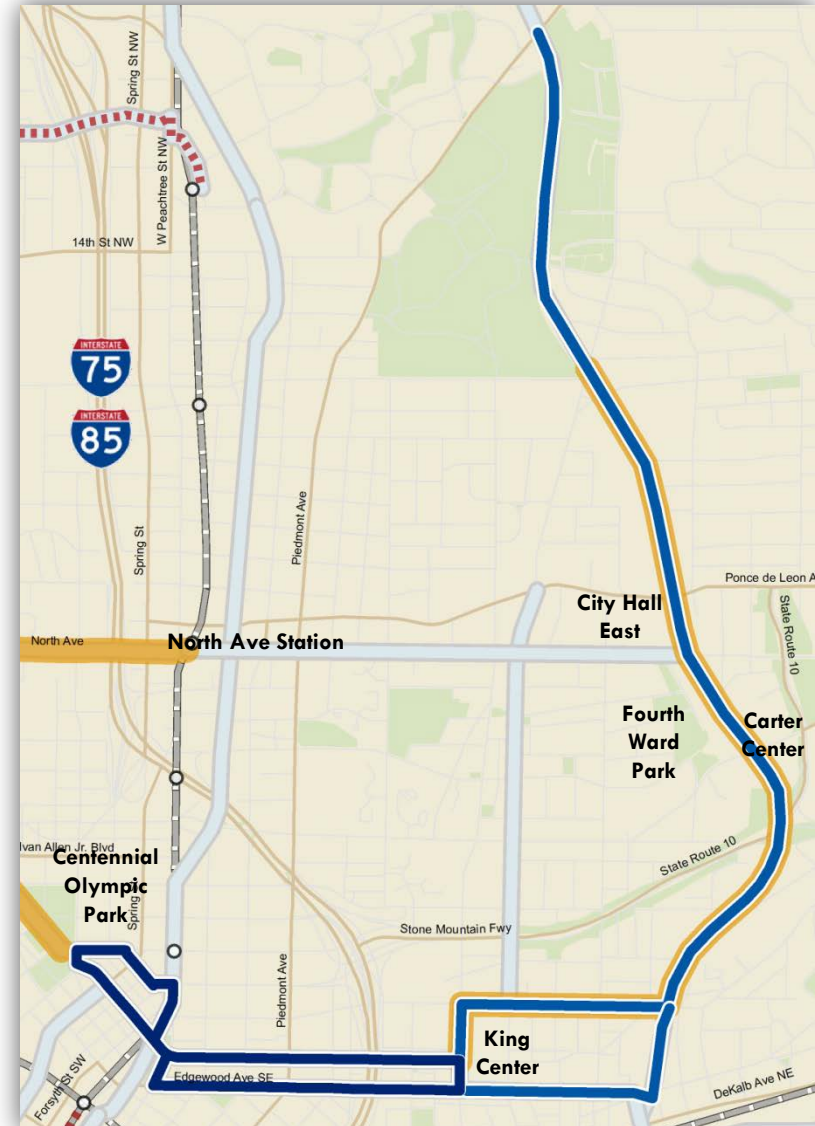 Spring St NW
W Peachtree St NW
14th St NW
INTERSTATE
75
INTERSTATE
85
Piedmont Ave
Spring St
Ponce de Leon A
City Hall
East
State Route 10
North Ave
North Ave Station
Fourth
Ward
Park
Carter
Center
Ivan Allen Jr. Blvd
Centennial
Olympic
Park
Spring St
State Route 10
Stone Mountain Fwy
Piedmont Ave
King
Center
Edgewood Ave SE
Forsyth St SW
DeKalb Ave NE